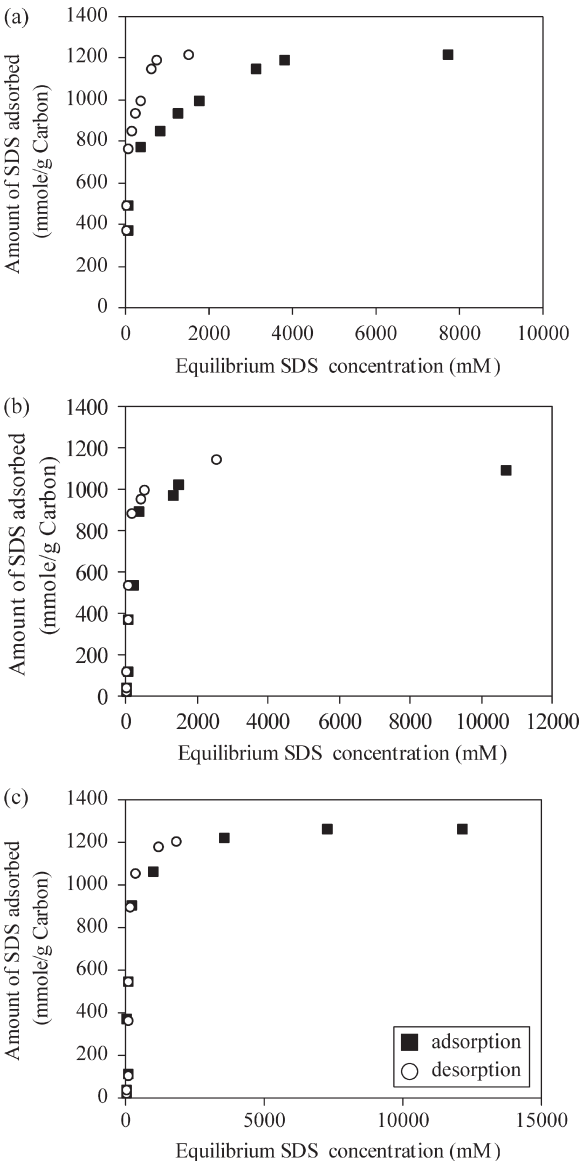 (a)
1400
1200
1000
800
600
400
200
0
Amount of SDS adsorbed
(mmole/g Carbon)
0 2000 4000 6000 8000 10000
Equilibrium SDS concentration (mM)
(b)
1400
1200
1000
800
600
400
200
0
Amount of SDS adsorbed
(mmole/g Carbon)
0 2000 4000 6000 8000 10000 12000
Equilibrium SDS concentration (mM)
(c)
1400
1200
1000
800
600
400
200
0
Amount of SDS adsorbed
(mmole/g Carbon)
adsorption
desorption
0 5000 10000 15000
Equilibrium SDS concentration (mM)